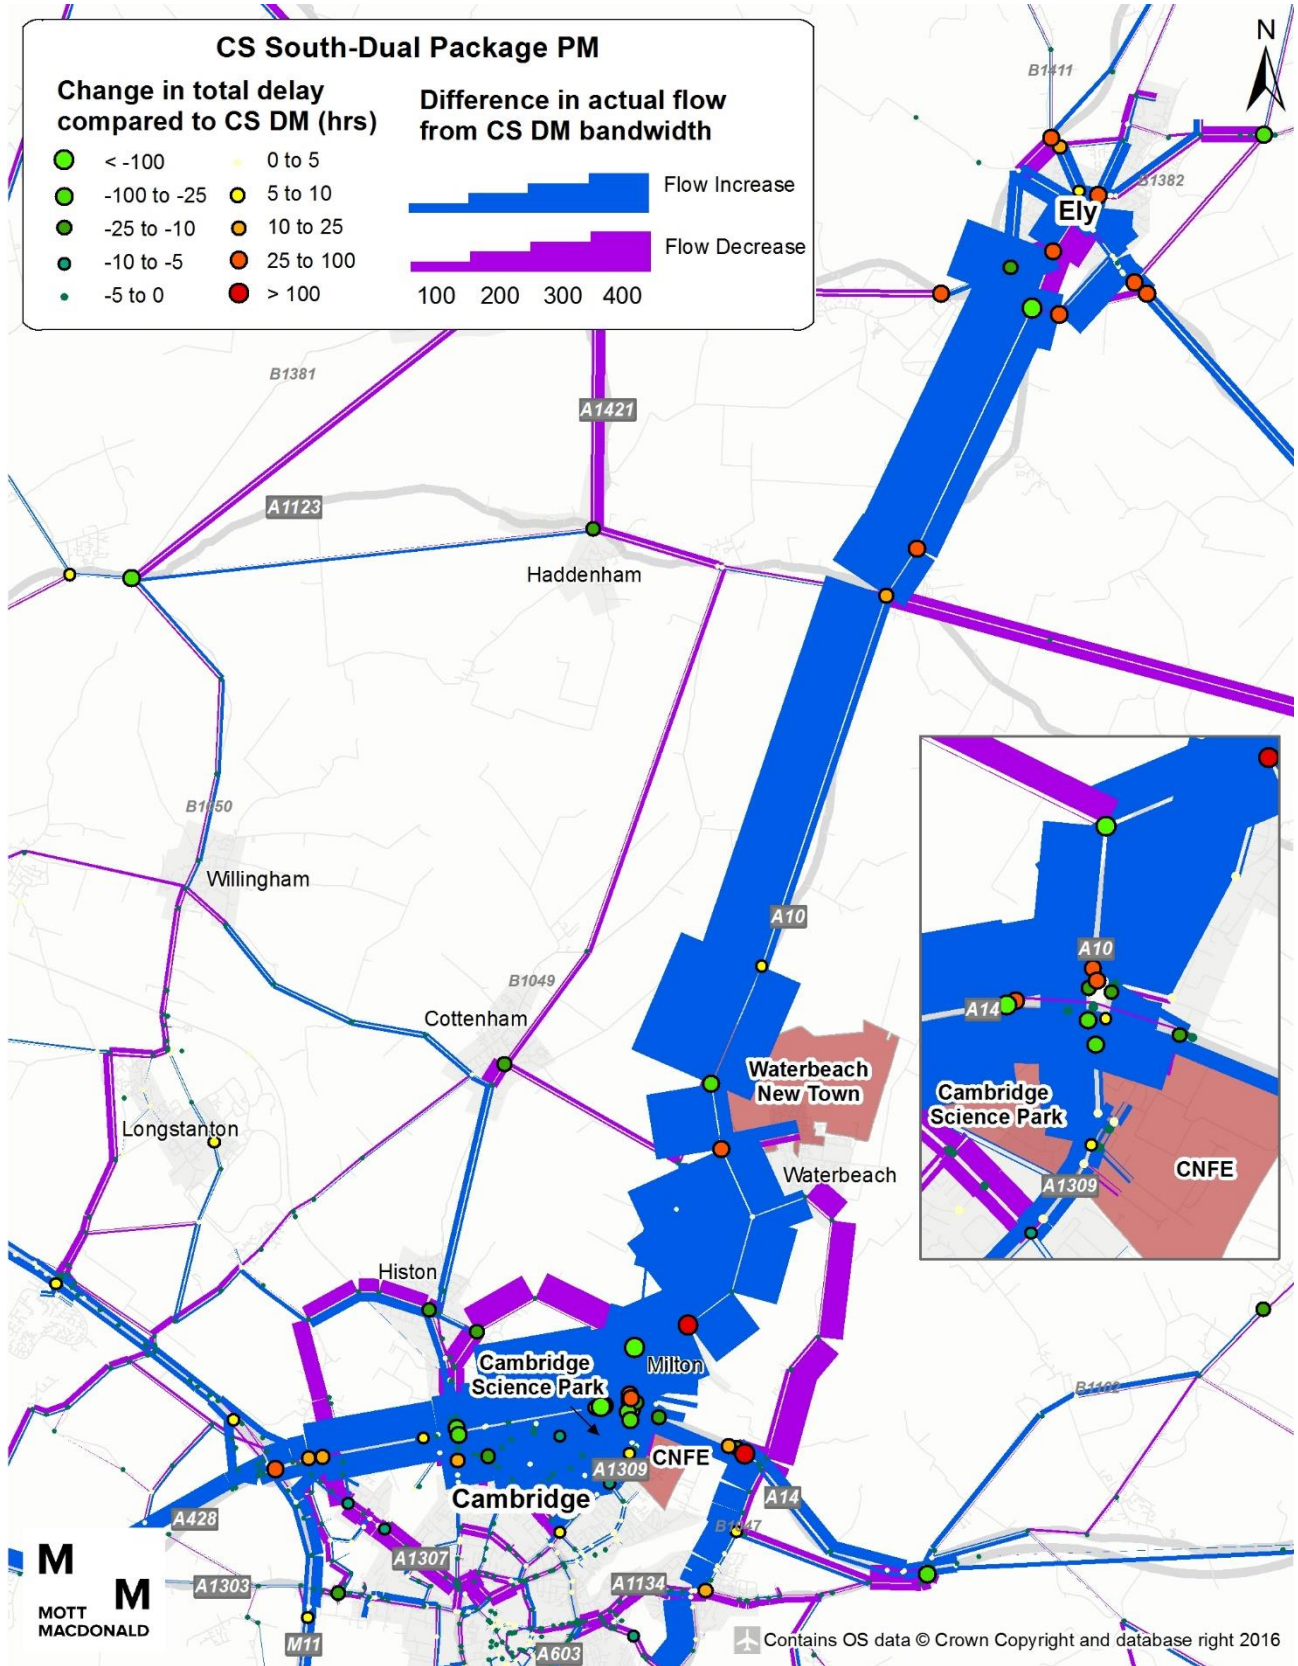 CS South-Dual Package PM
Change in total delay
compared to CS DM (hrs)
< -100
-100 to -25
-25 to -10
-10 to -5
-5 to 0
0 to 5
5 to 10
10 to 25
25 to 100
> 100
Difference in actual flow
from CS DM bandwidth
Flow Increase
Flow Decrease
100 200 300 400
N
B1411
B1382
Ely
B1381
A1421
A1123
Haddenham
B1050
Willingham
A10
B1049
Cottenham
Waterbeach
New Town
Longstanton
Waterbeach
Histon
Cambridge
Science Park
Milton
B1102
CNFE
A1309
Cambridge
A14
A428
B1047
A1307
A1303
A1134
M11
A603
A10
A14
Cambridge
Science Park
CNFE
A1309
M
M
MOTT
MACDONALD
Contains OS data © Crown Copyright and database right 2016